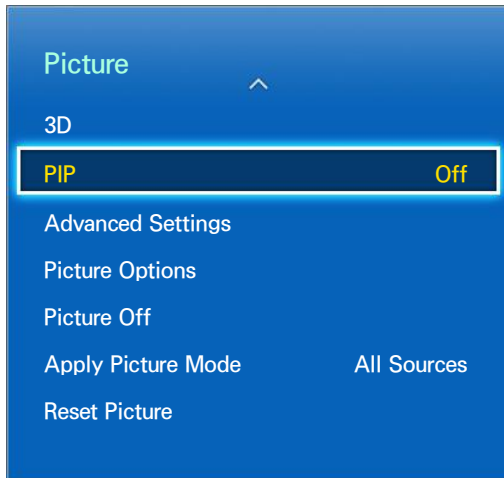 Picture
3D
PIP Off
Advanced Settings
Picture Options
Picture Off
Apply Picture Mode All Sources
Reset Picture